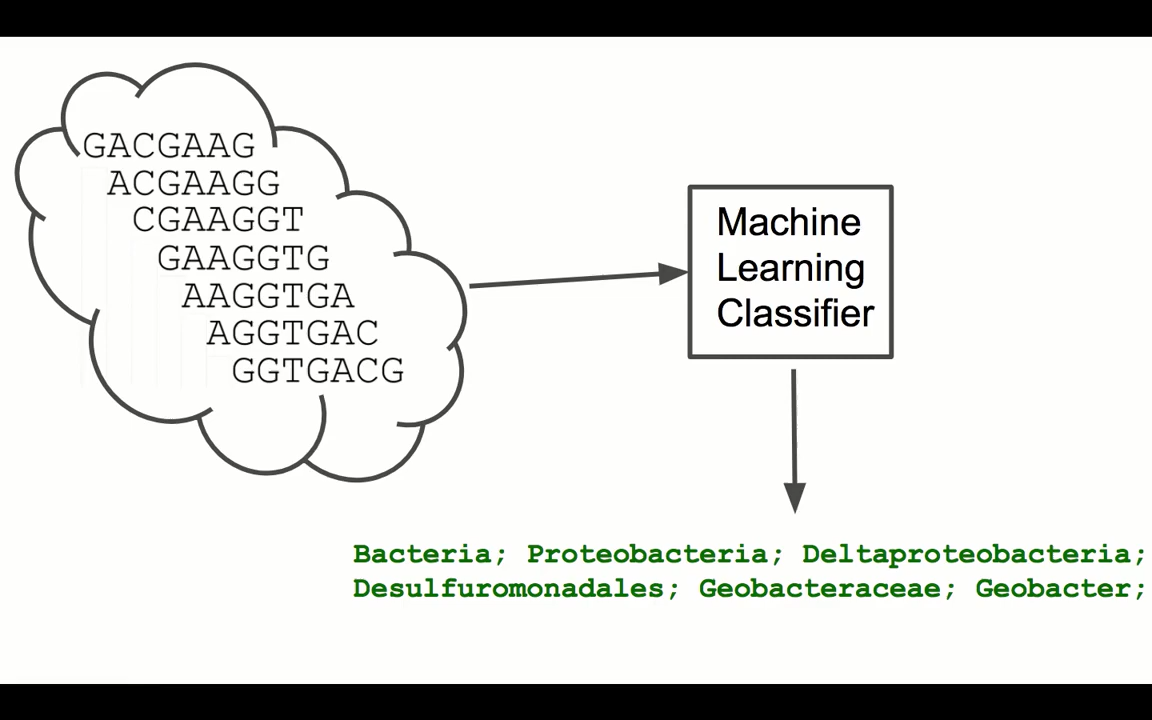 GACGAAG
ACGAAGG
CGAAGGT
GAAGGTG
AAGGTGA
AGGTGAC
GGTGACG
Machine
Learning
Classifier
Bacteria; Proteobacteria; Deltaproteobacteria;
Desulfuromonadales; Geobacteraceae; Geobacter;